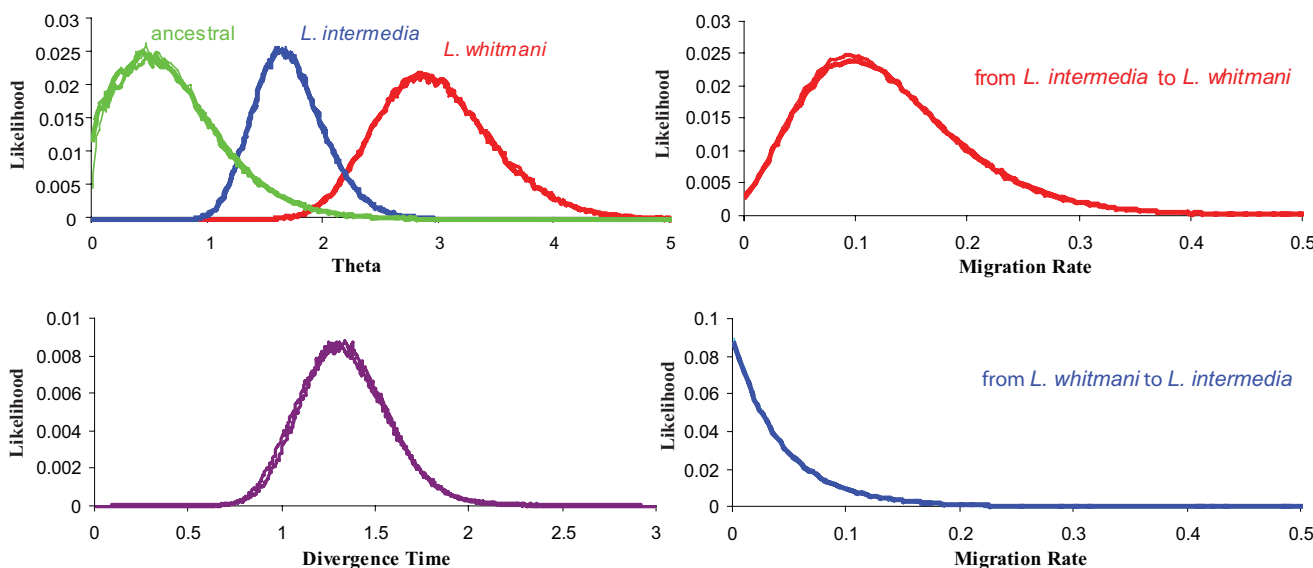 ancestral
L. intermedia
L. whitmani
Likelihood
0.03
0.025
0.02
0.015
0.01
0.005
0
0 1 2 3 4 5
Theta
from L. intermedia to L. whitmani
Likelihood
0.03
0.025
0.02
0.015
0.01
0.005
0
0 0.1 0.2 0.3 0.4 0.5
Migration Rate
Likelihood
0.01
0.008
0.006
0.004
0.002
0
0 0.5 1 1.5 2 2.5 3
Divergence Time
from L. whitmani to L. intermedia
Likelihood
0.1
0.08
0.06
0.04
0.02
0
0 0.1 0.2 0.3 0.4 0.5
Migration Rate